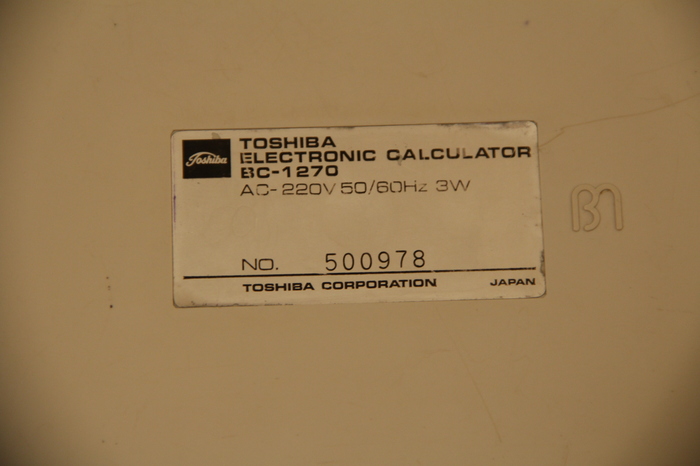 Toshiba
TOSHIBA
ELECTRONIC CALCULATOR
BC-1270
AC-220V 50/60Hz 3W
NO. 500978
TOSHIBA CORPORATION JAPAN